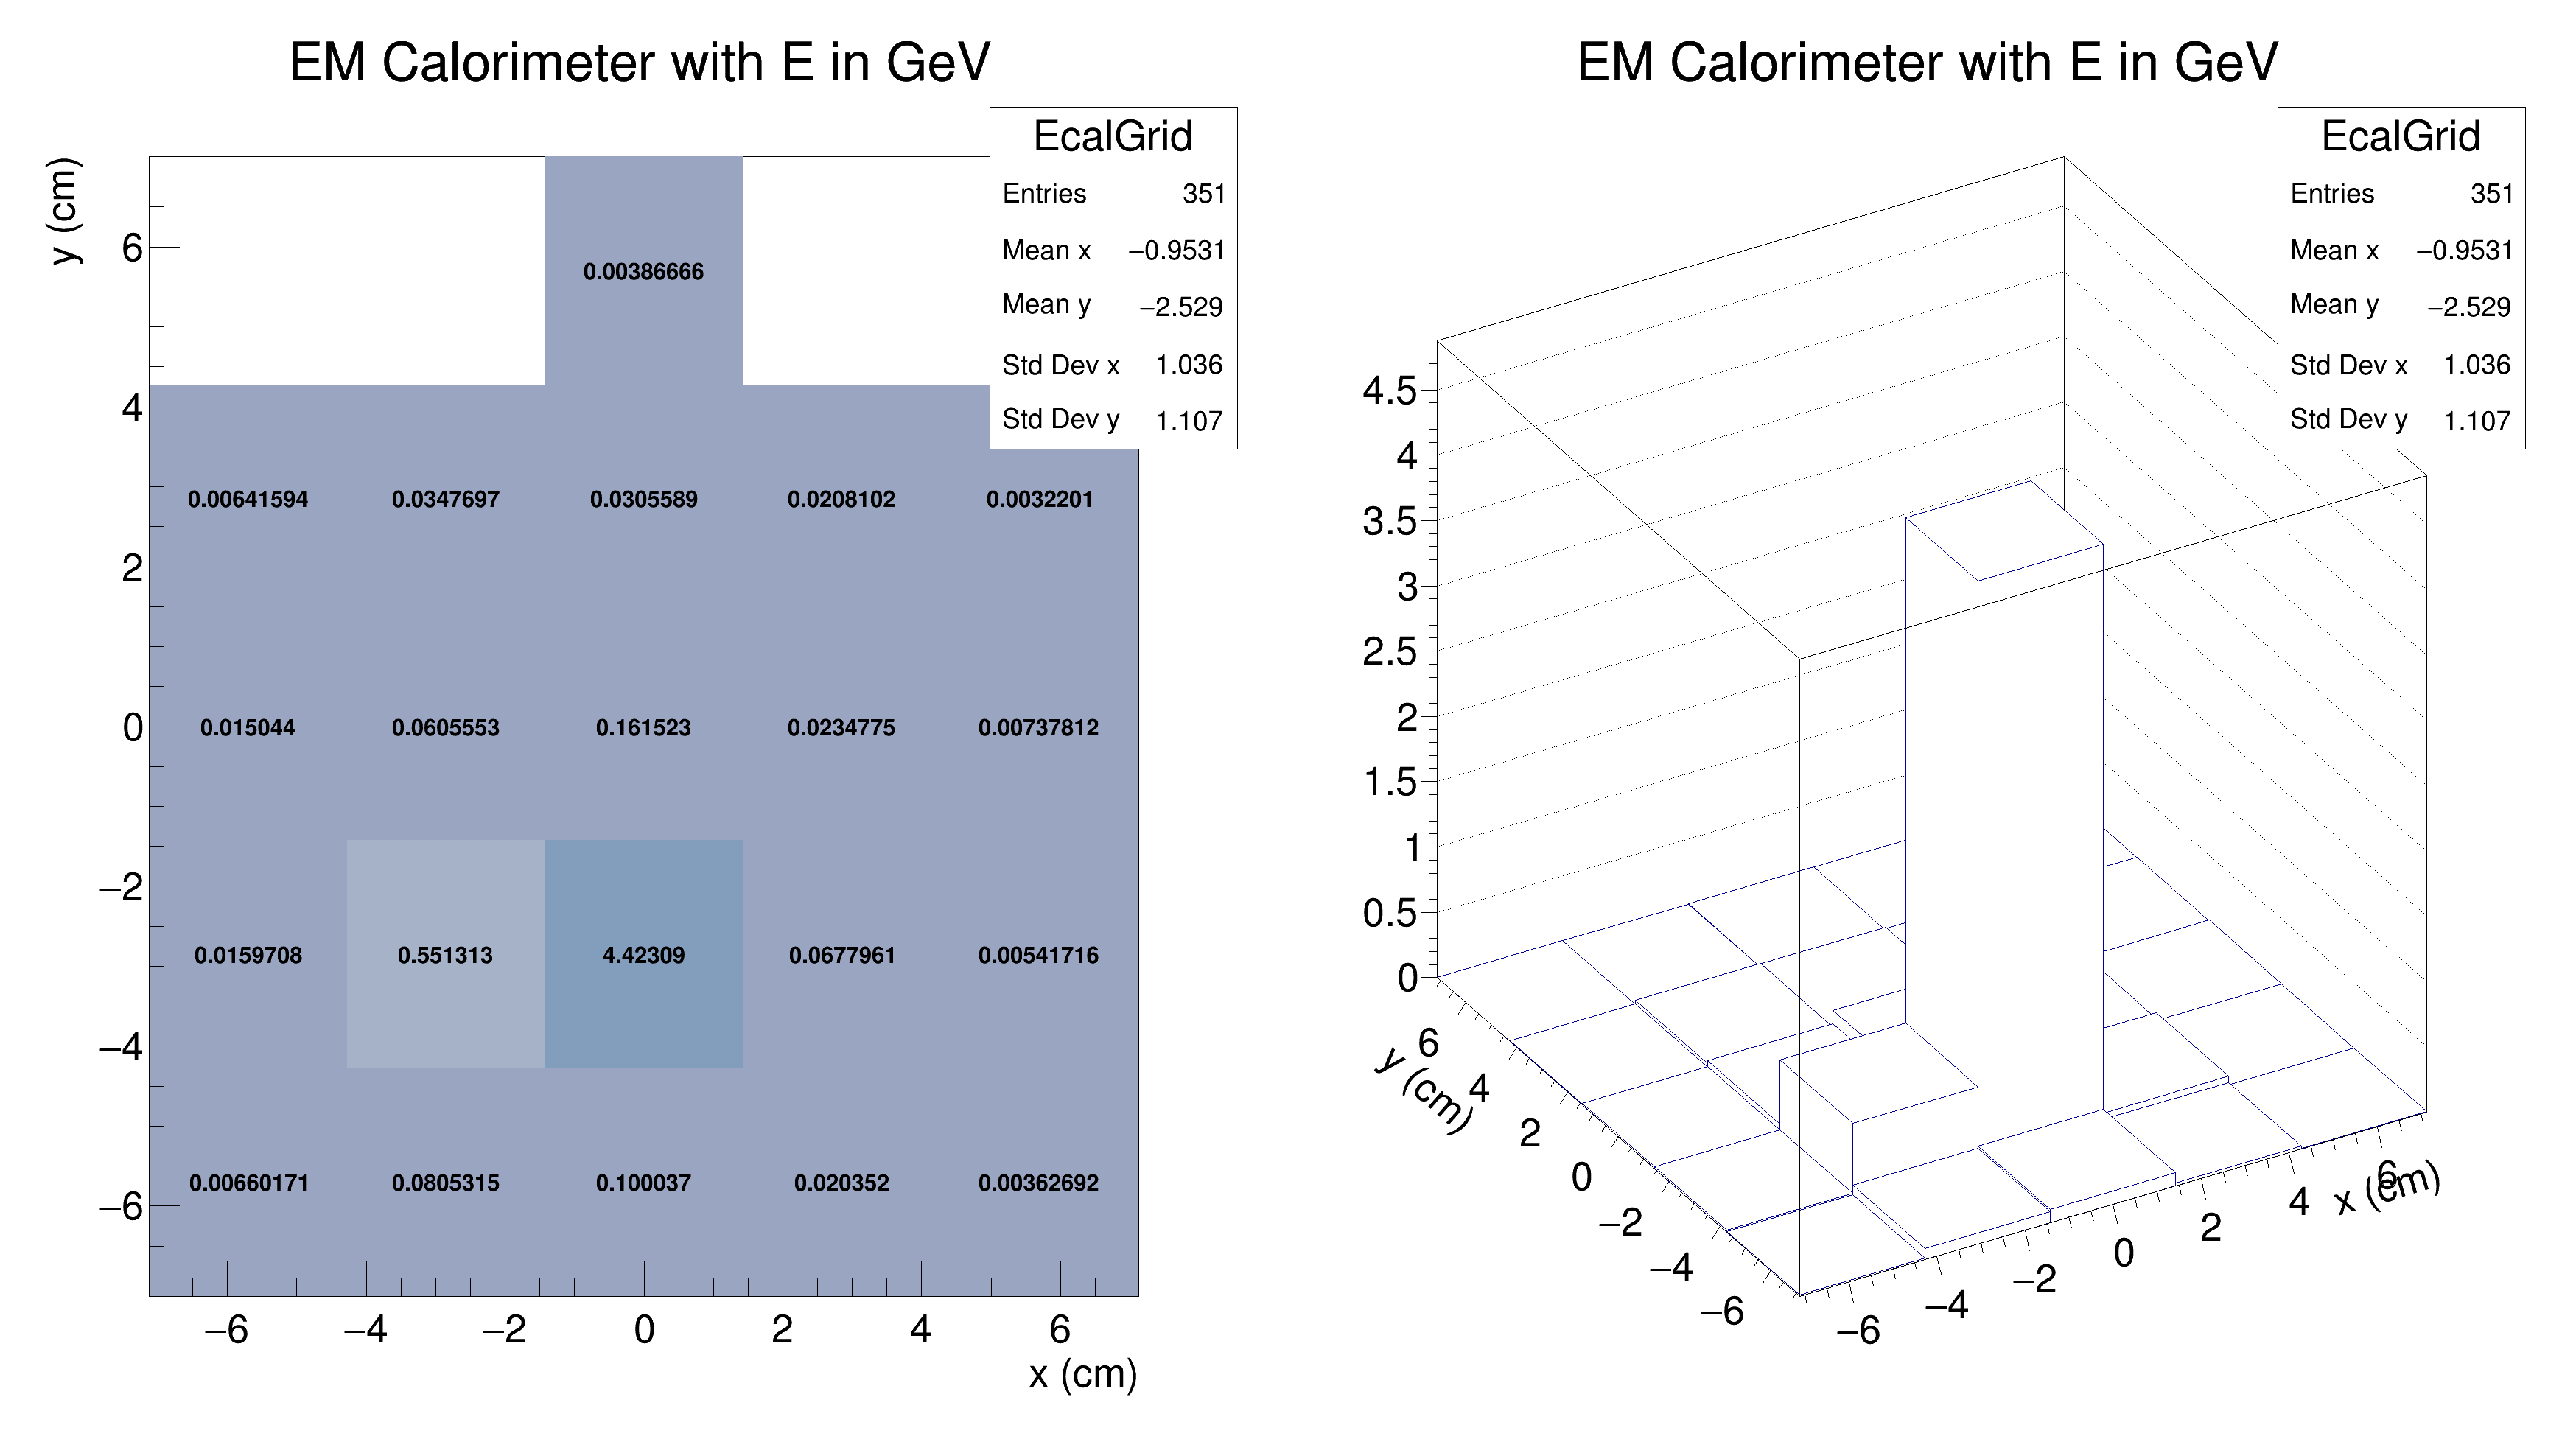 EM Calorimeter with E in GeV
EcalGrid
Entries 351
Mean x −0.9531
Mean y −2.529
Std Dev x 1.036
Std Dev y 1.107
y (cm)
6
4
2
0
−2
−4
−6
0.00386666
0.00641594 0.0347697 0.0305589 0.0208102 0.0032201
0.015044 0.0605553 0.161523 0.0234775 0.00737812
0.0159708 0.551313 4.42309 0.0677961 0.00541716
0.00660171 0.0805315 0.100037 0.020352 0.00362692
−6 −4 −2 0 2 4 6
x (cm)
EM Calorimeter with E in GeV
EcalGrid
Entries 351
Mean x −0.9531
Mean y −2.529
Std Dev x 1.036
Std Dev y 1.107
4.5
4
3.5
3
2.5
2
1.5
1
0.5
0
6
4
2
0
−2
−4
−6
y (cm)
−6
−4
−2
0
2
4
6
x (cm)